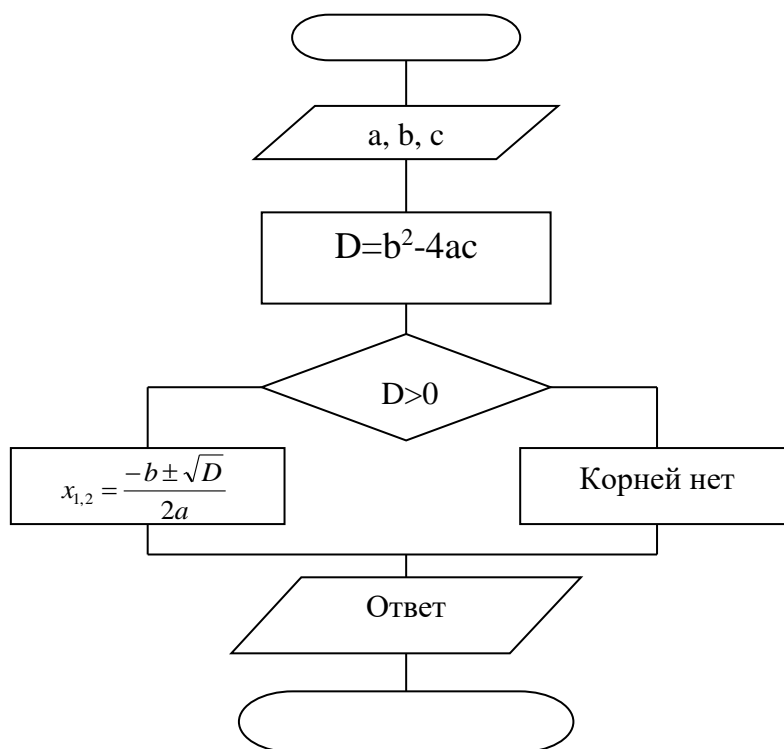 a, b, c
D=b²-4ac
D>0
x₁,₂ = (-b ± √D) / 2a
Корней нет
Ответ